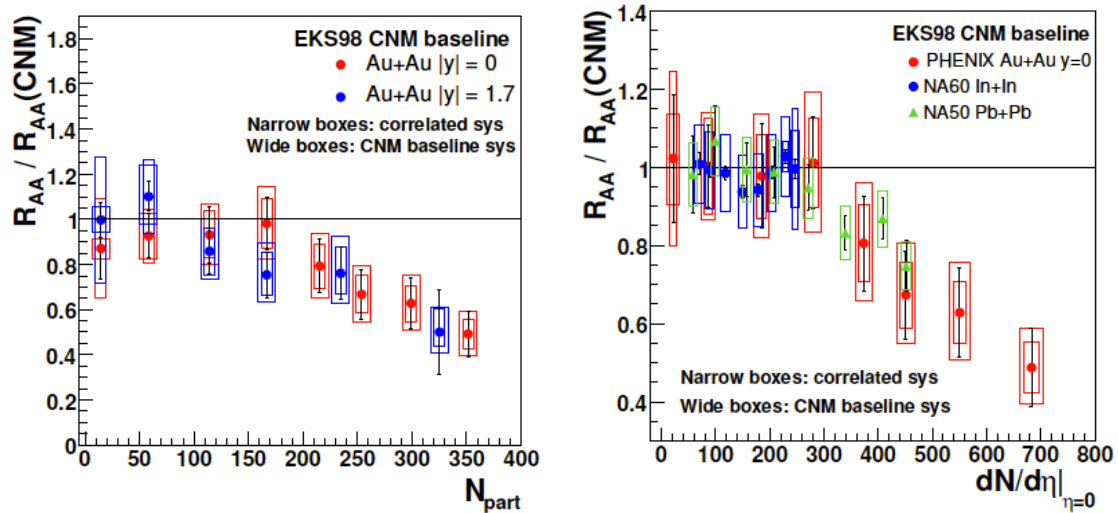 R_AA / R_AA(CNM)
1.8
1.6
1.4
1.2
1
0.8
0.6
0.4
0.2
0
EKS98 CNM baseline
Au+Au |y| = 0
Au+Au |y| = 1.7
Narrow boxes: correlated sys
Wide boxes: CNM baseline sys
0 50 100 150 200 250 300 350 400
N_part
R_AA / R_AA(CNM)
1.4
1.2
1
0.8
0.6
0.4
EKS98 CNM baseline
PHENIX Au+Au y=0
NA60 In+In
NA50 Pb+Pb
Narrow boxes: correlated sys
Wide boxes: CNM baseline sys
0 100 200 300 400 500 600 700 800
dN/dη|_η=0